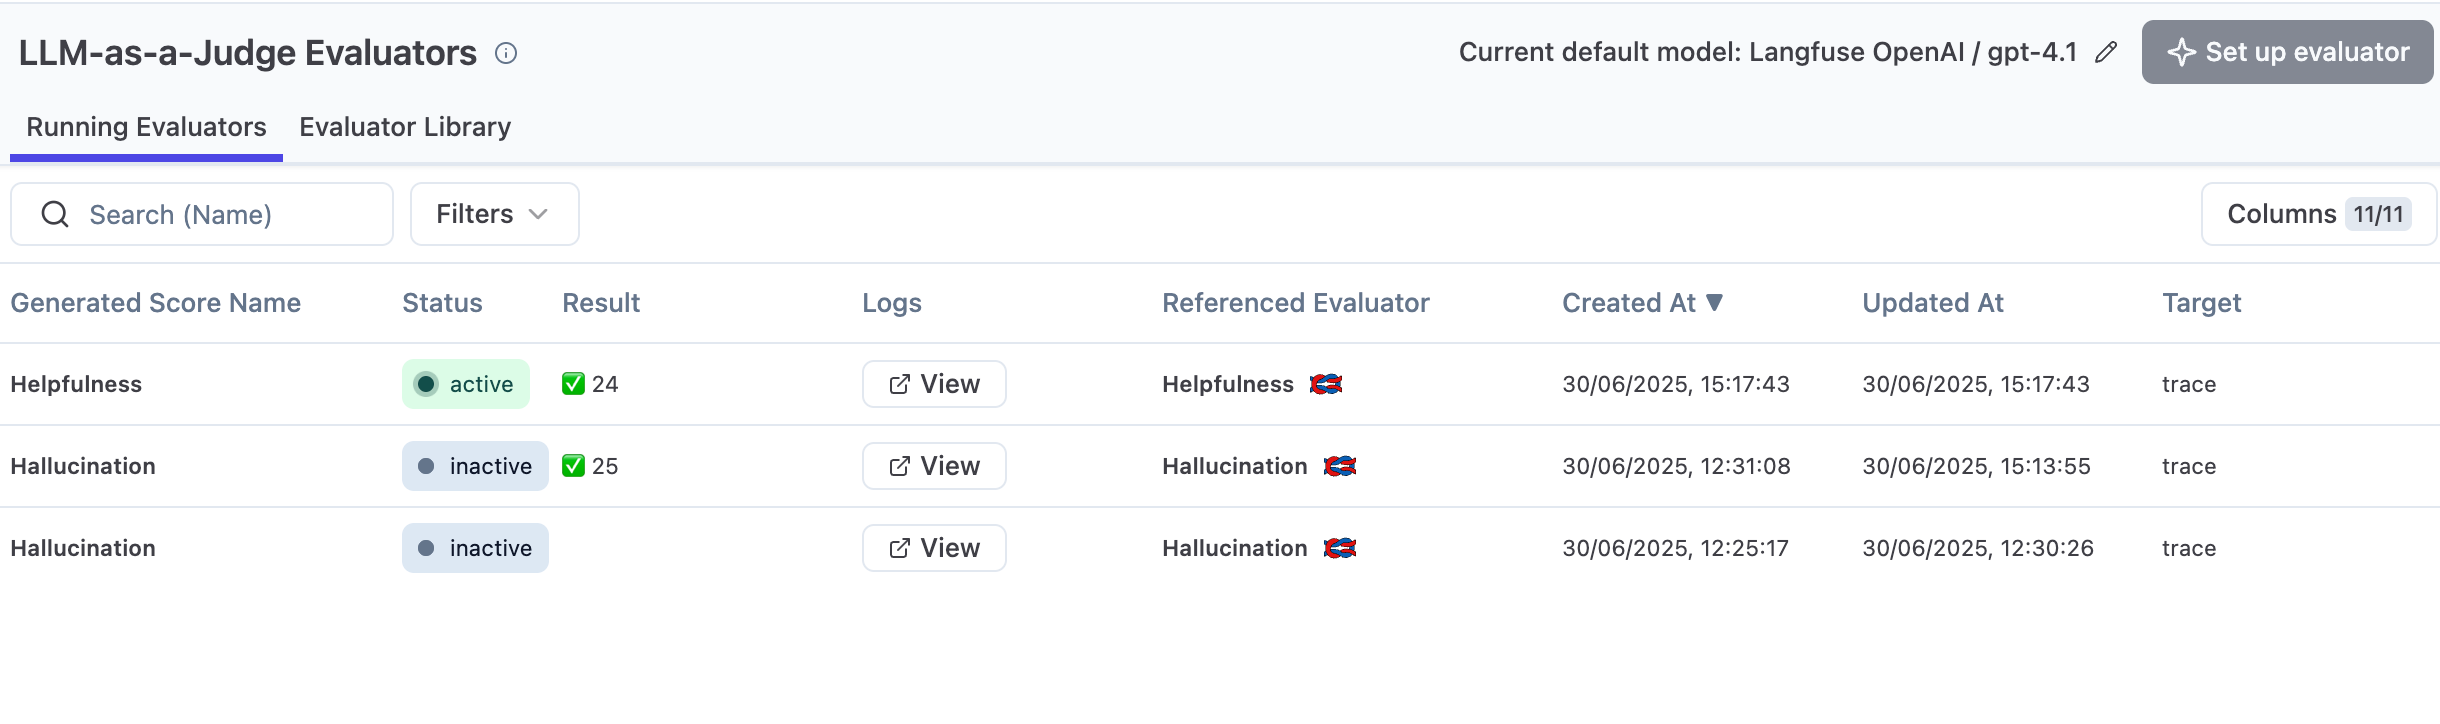 LLM-as-a-Judge Evaluators
Current default model: Langfuse OpenAI / gpt-4.1
Set up evaluator
Running Evaluators Evaluator Library
Search (Name) Filters Columns 11/11
Generated Score Name Status Result Logs Referenced Evaluator Created At ▼ Updated At Target
Helpfulness active ✅ 24 View Helpfulness 30/06/2025, 15:17:43 30/06/2025, 15:17:43 trace
Hallucination inactive ✅ 25 View Hallucination 30/06/2025, 12:31:08 30/06/2025, 15:13:55 trace
Hallucination inactive View Hallucination 30/06/2025, 12:25:17 30/06/2025, 12:30:26 trace